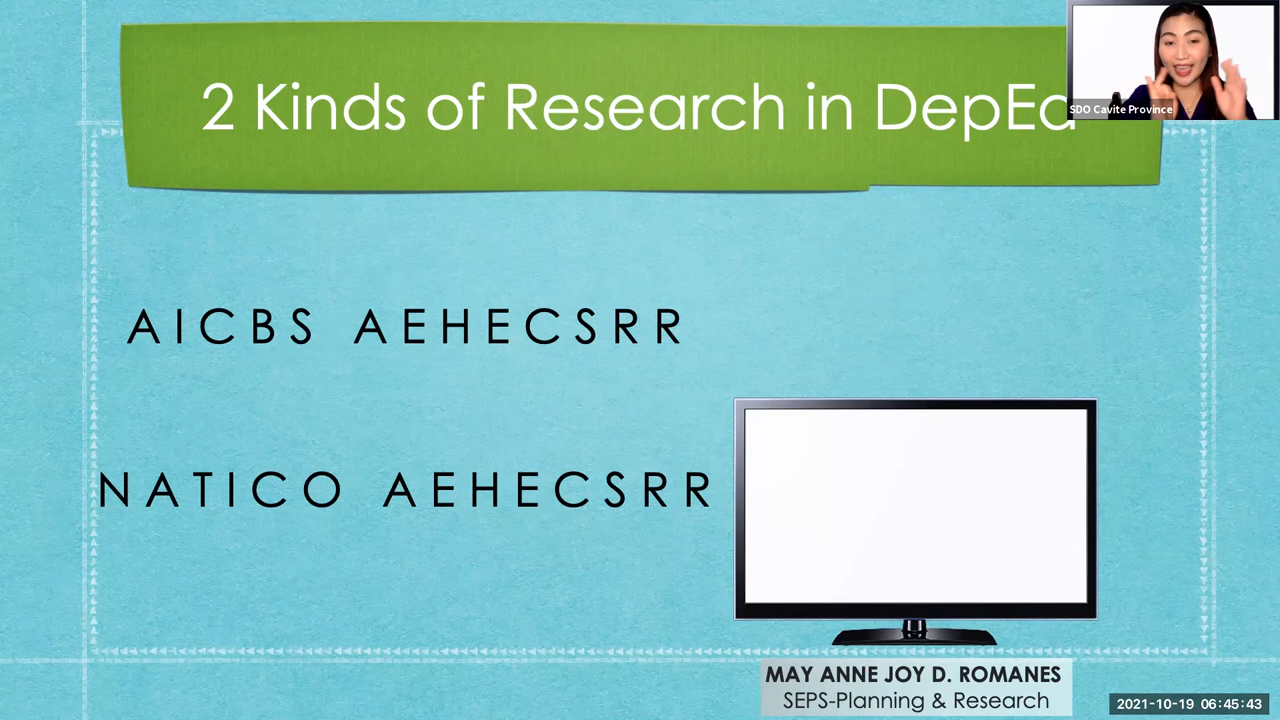 2 Kinds of Research in DepEd
SDO Cavite Province
AICBS AEHECSRR
NATICO AEHECSRR
MAY ANNE JOY D. ROMANES
SEPS-Planning & Research
2021-10-19 06:45:43